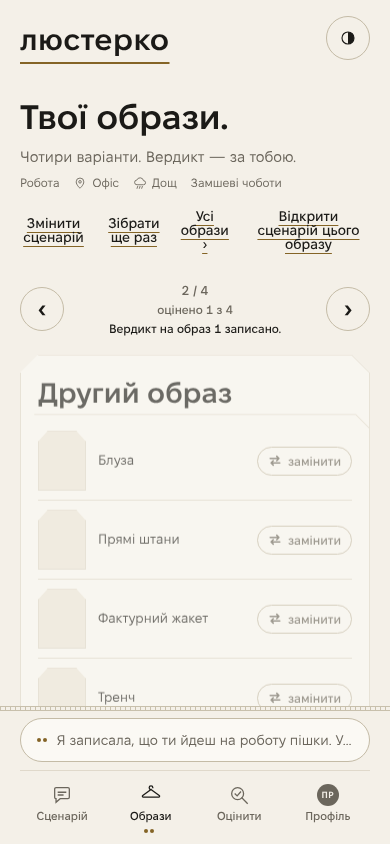 люстерко
Твої образи.
Чотири варіанти. Вердикт — за тобою.
Робота Офіс Дощ Замшеві чоботи
Змінити сценарій
Зібрати ще раз
Усі образи ›
Відкрити сценарій цього образу
‹ 2 / 4 ›
оцінено 1 з 4
Вердикт на образ 1 записано.
Другий образ
Блуза замінити
Прямі штани замінити
Фактурний жакет замінити
Тренч замінити
Я записала, що ти йдеш на роботу пішки. У...
ПР
Сценарій Образи Оцінити Профіль